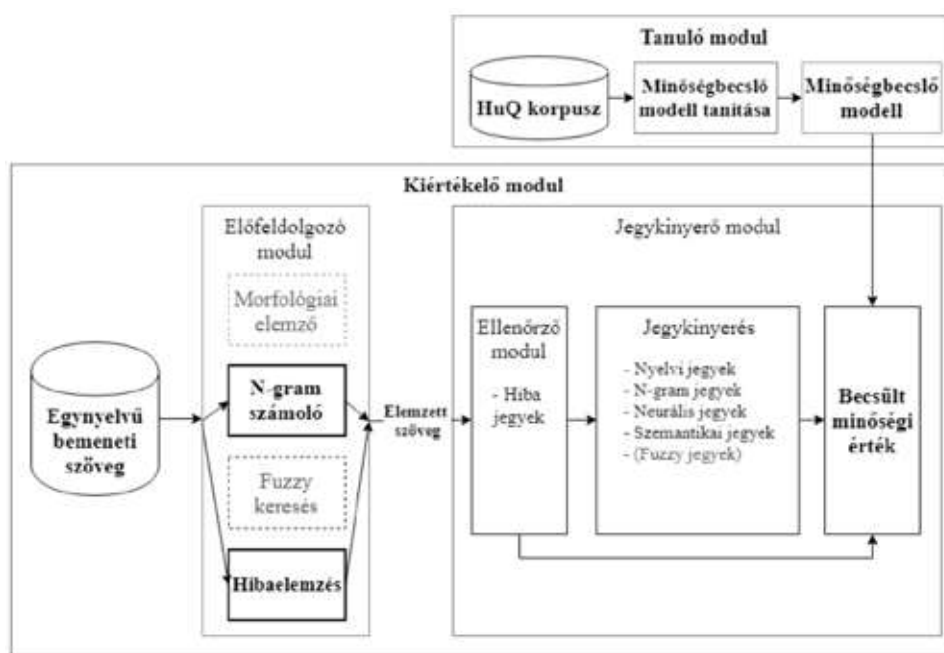 Tanuló modul
HuQ korpusz
Minőségbecslő
modell tanítása
Minőségbecslő
modell
Kiértékelő modul
Előfeldolgozó
modul
Morfológiai
elemző
N-gram
számoló
Fuzzy
keresés
Hibaelemzés
Egynyelvű
bemeneti
szöveg
Elemzett
szöveg
Jegykinyerő modul
Ellenőrző
modul
- Hiba
jegyek
Jegykinyerés
- Nyelvi jegyek
- N-gram jegyek
- Neurális jegyek
- Szemantikai jegyek
- (Fuzzy jegyek)
Becsült
minőségi
érték